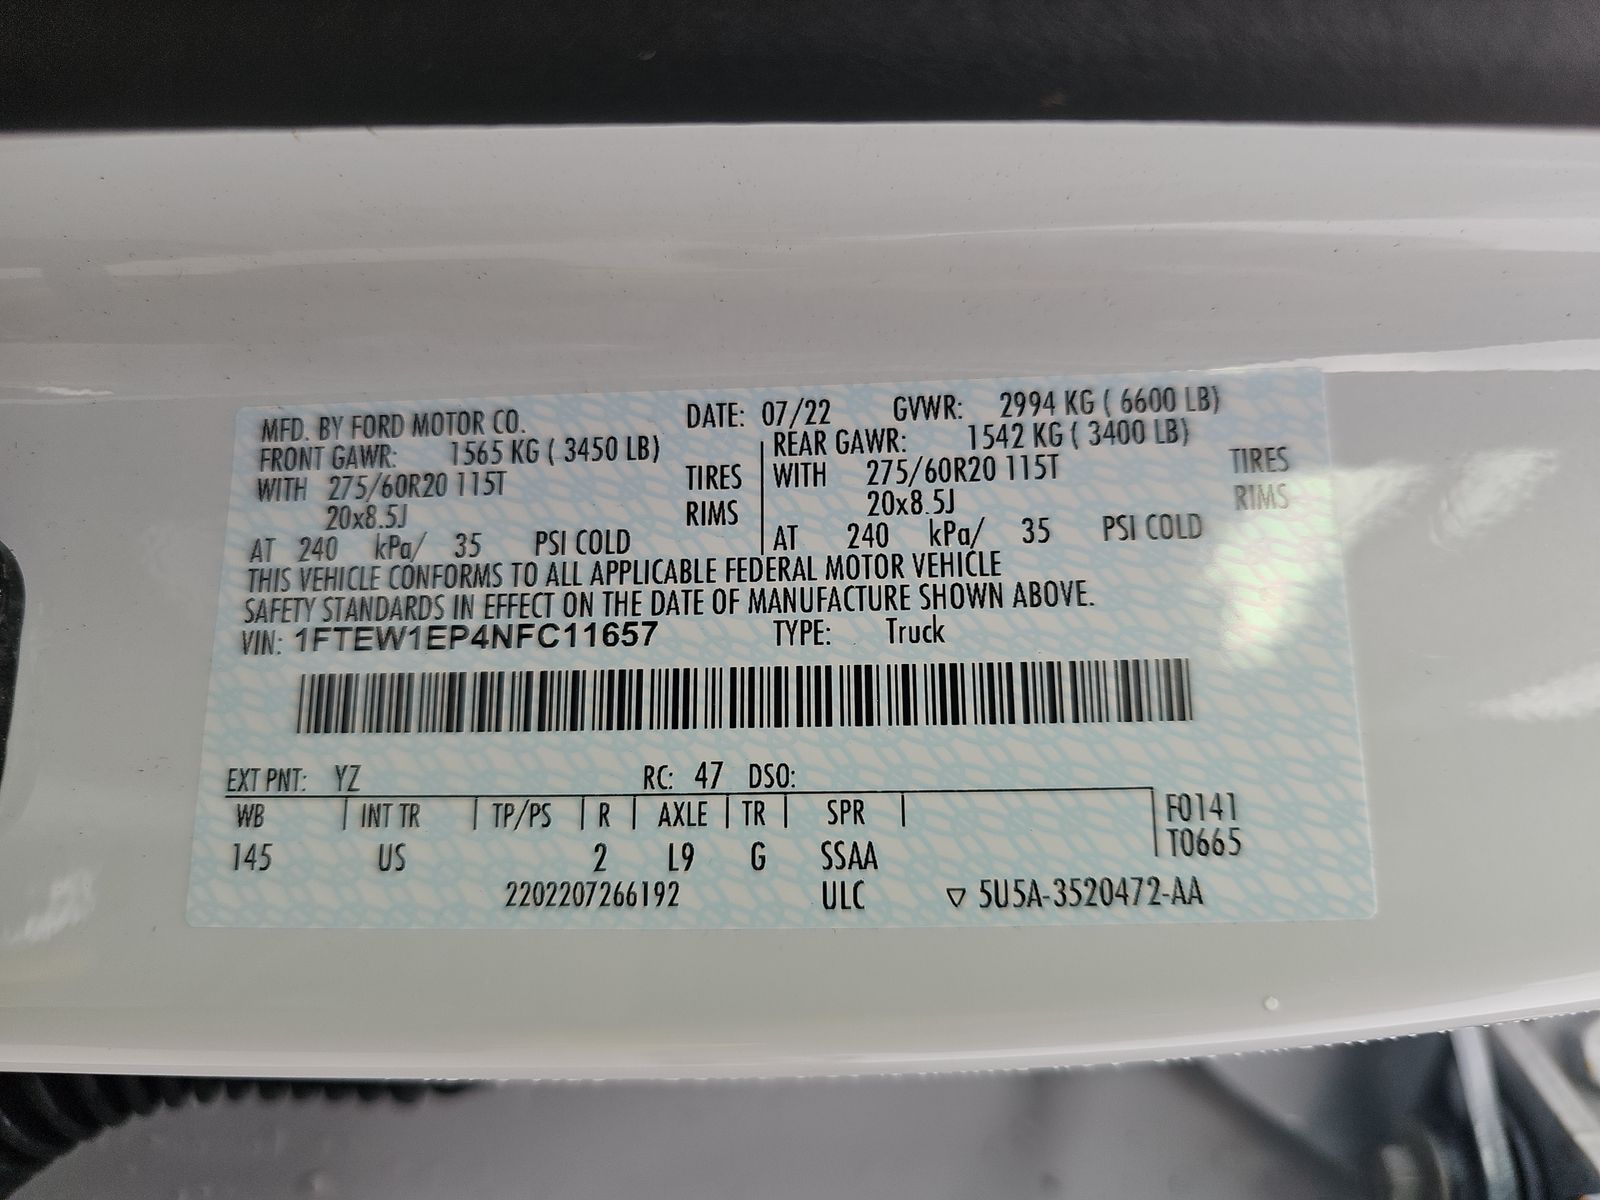 MFD. BY FORD MOTOR CO. DATE: 07/22 GVWR: 2994 KG ( 6600 LB)
FRONT GAWR: 1565 KG ( 3450 LB) REAR GAWR: 1542 KG ( 3400 LB)
WITH 275/60R20 115T TIRES WITH 275/60R20 115T TIRES
20x8.5J RIMS 20x8.5J RIMS
AT 240 kPa/ 35 PSI COLD AT 240 kPa/ 35 PSI COLD
THIS VEHICLE CONFORMS TO ALL APPLICABLE FEDERAL MOTOR VEHICLE
SAFETY STANDARDS IN EFFECT ON THE DATE OF MANUFACTURE SHOWN ABOVE.
VIN: 1FTEW1EP4NFC11657 TYPE: Truck
EXT PNT: YZ RC: 47 DSO:
WB INT TR TP/PS R AXLE TR SPR F0141
T0665
145 US 2 L9 G SSAA
2202207266192 ULC ▽ 5U5A-3520472-AA